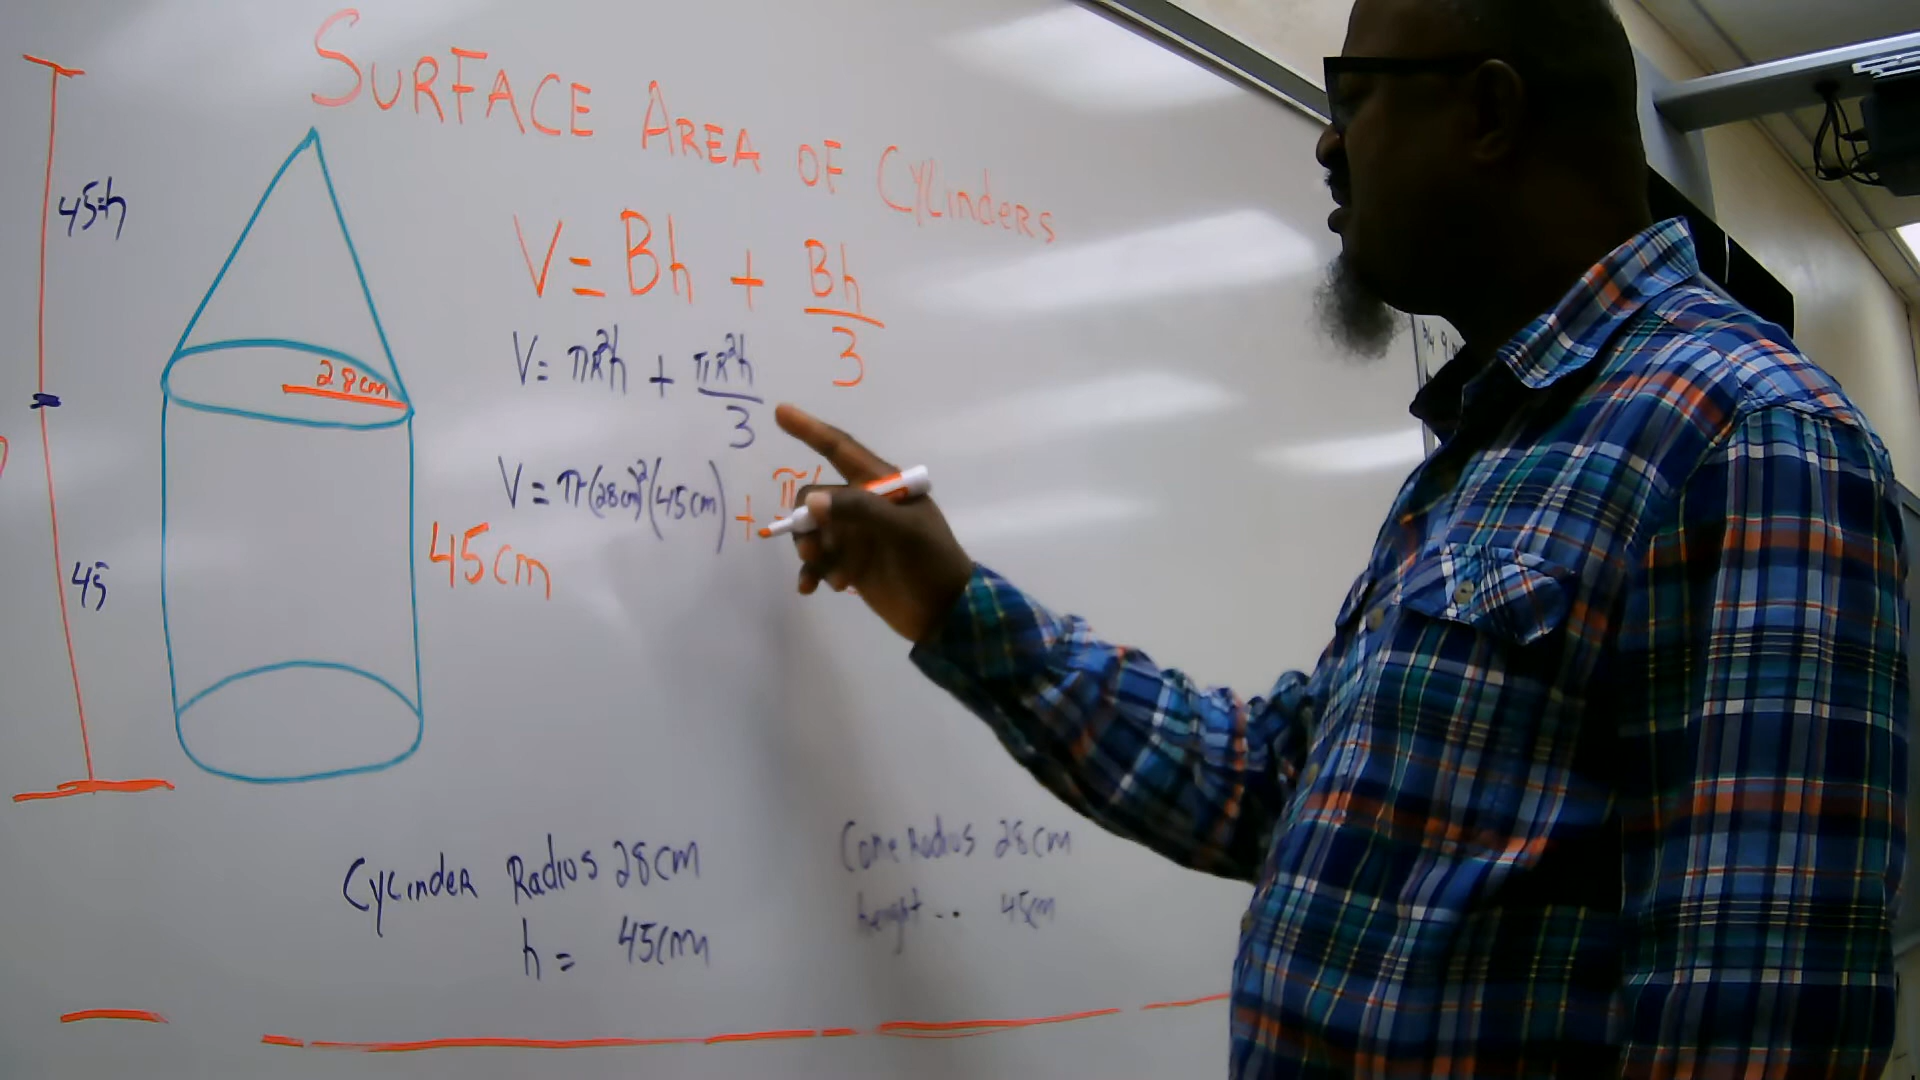 SURFACE AREA OF CYLINDERS
45=h
V = Bh + Bh/3
28cm
V = πR²h + πR²h/3
V = π(28cm)²(45cm) + π(
45cm
45
Cylinder Radius 28cm
h = 45cm
Cone Radius 28cm
height .. 45cm